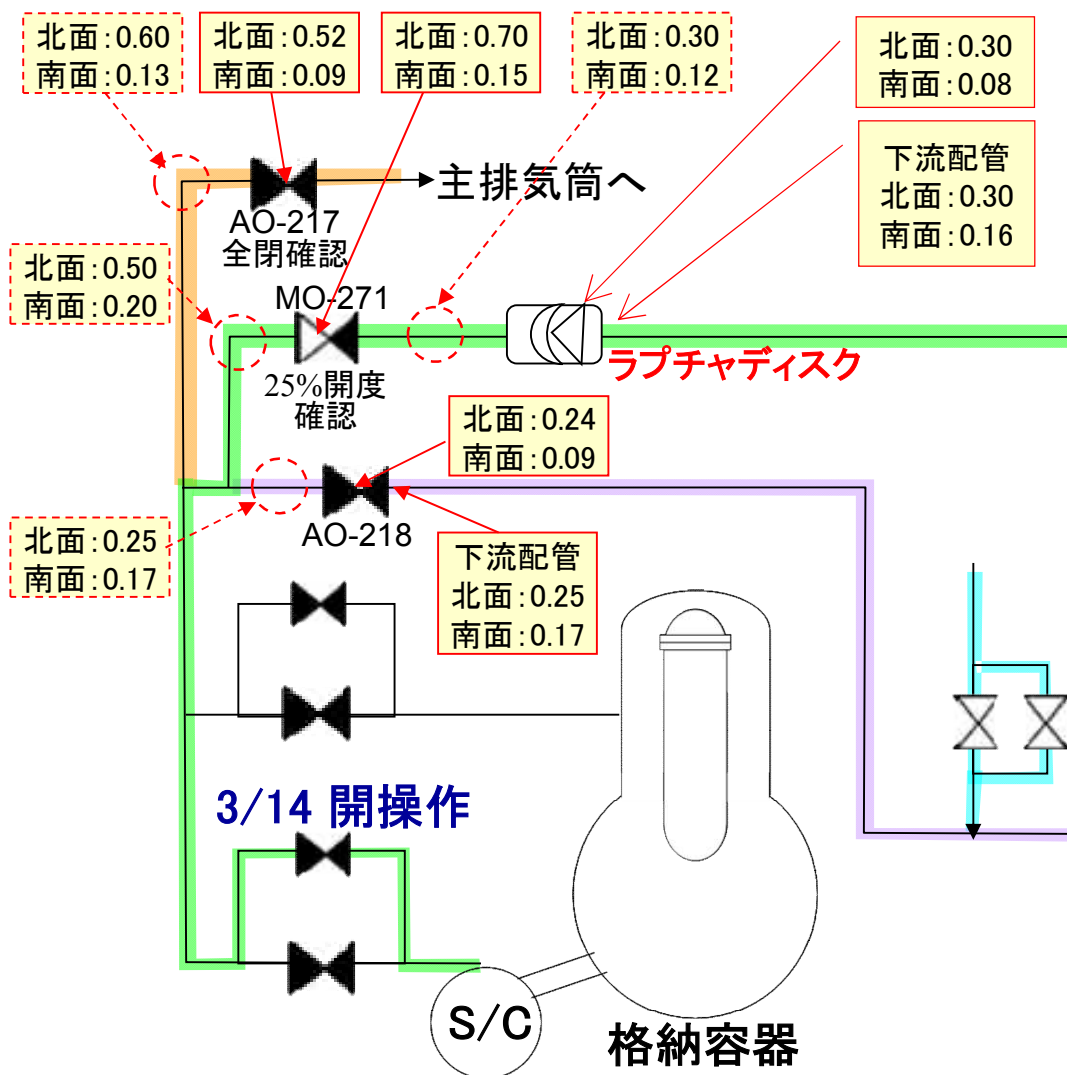 北面:0.60
南面:0.13
北面:0.52
南面:0.09
北面:0.70
南面:0.15
北面:0.30
南面:0.12
北面:0.30
南面:0.08
下流配管
北面:0.30
南面:0.16
主排気筒へ
AO-217
全閉確認
北面:0.50
南面:0.20
MO-271
25%開度
確認
ラプチャディスク
北面:0.24
南面:0.09
AO-218
北面:0.25
南面:0.17
下流配管
北面:0.25
南面:0.17
3/14 開操作
S/C
格納容器